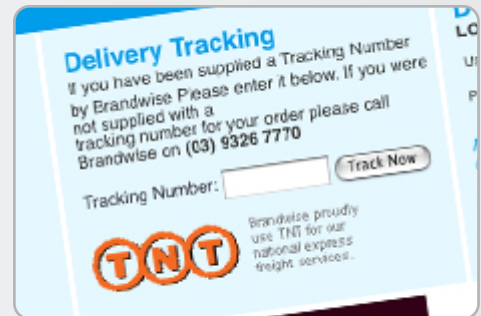 Delivery Tracking
If you have been supplied a Tracking Number
by Brandwise Please enter it below. If you were
not supplied with a
tracking number for your order please call
Brandwise on (03) 9326 7770
Tracking Number:
Track Now
TNT
Brandwise proudly
use TNT for our
national express
freight services.
LO